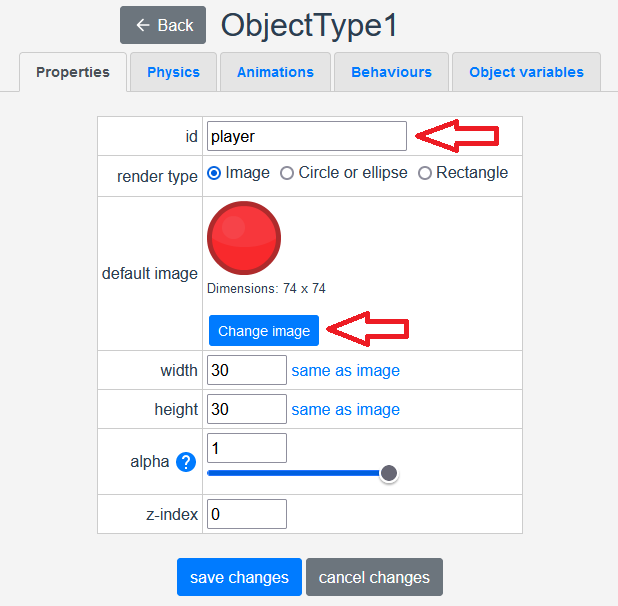 ← Back ObjectType1
Properties Physics Animations Behaviours Object variables
id player
render type Image Circle or ellipse Rectangle
default image
Dimensions: 74 x 74
Change image
width 30 same as image
height 30 same as image
alpha ? 1
z-index 0
save changes cancel changes